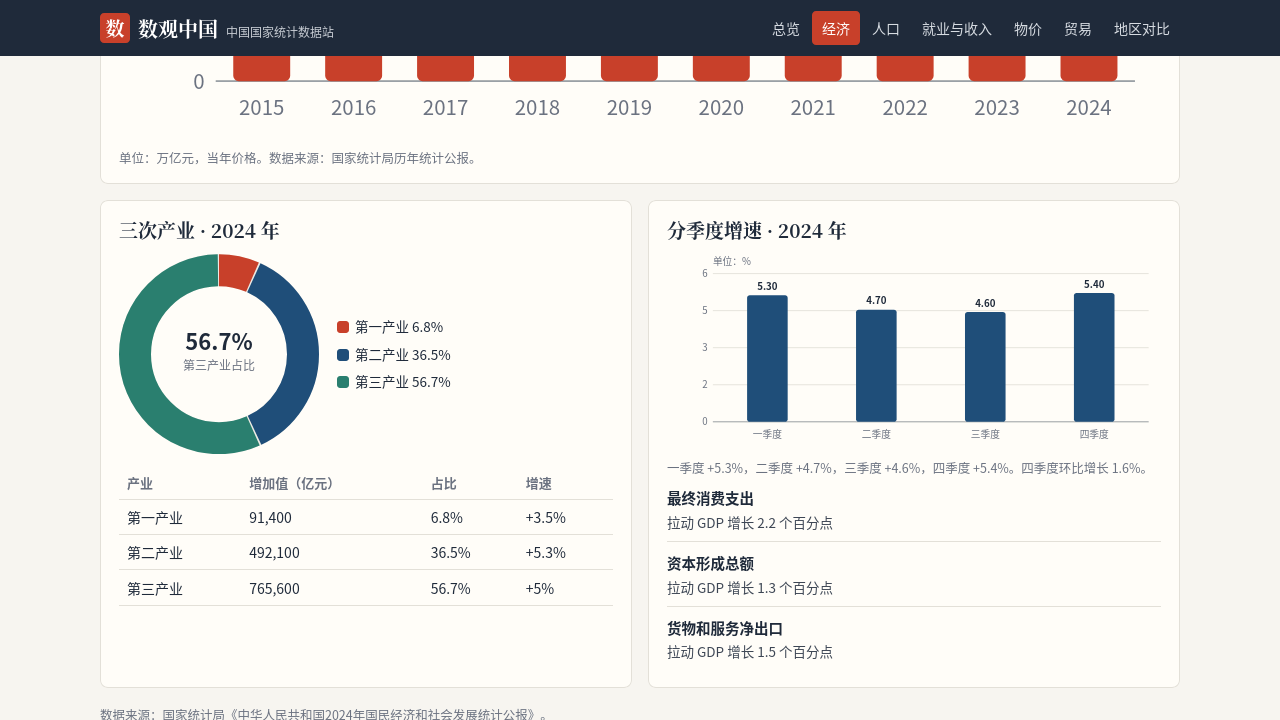 数 数观中国 中国国家统计数据站 总览 经济 人口 就业与收入 物价 贸易 地区对比
0
2015 2016 2017 2018 2019 2020 2021 2022 2023 2024
单位：万亿元，当年价格。数据来源：国家统计局历年统计公报。
三次产业 · 2024 年
56.7%
第三产业占比
第一产业 6.8%
第二产业 36.5%
第三产业 56.7%
产业 增加值（亿元） 占比 增速
第一产业 91,400 6.8% +3.5%
第二产业 492,100 36.5% +5.3%
第三产业 765,600 56.7% +5%
分季度增速 · 2024 年
单位：%
6
5
3
2
0
5.30 4.70 4.60 5.40
一季度 二季度 三季度 四季度
一季度 +5.3%，二季度 +4.7%，三季度 +4.6%，四季度 +5.4%。四季度环比增长 1.6%。
最终消费支出
拉动 GDP 增长 2.2 个百分点
资本形成总额
拉动 GDP 增长 1.3 个百分点
货物和服务净出口
拉动 GDP 增长 1.5 个百分点
数据来源：国家统计局《中华人民共和国2024年国民经济和社会发展统计公报》。